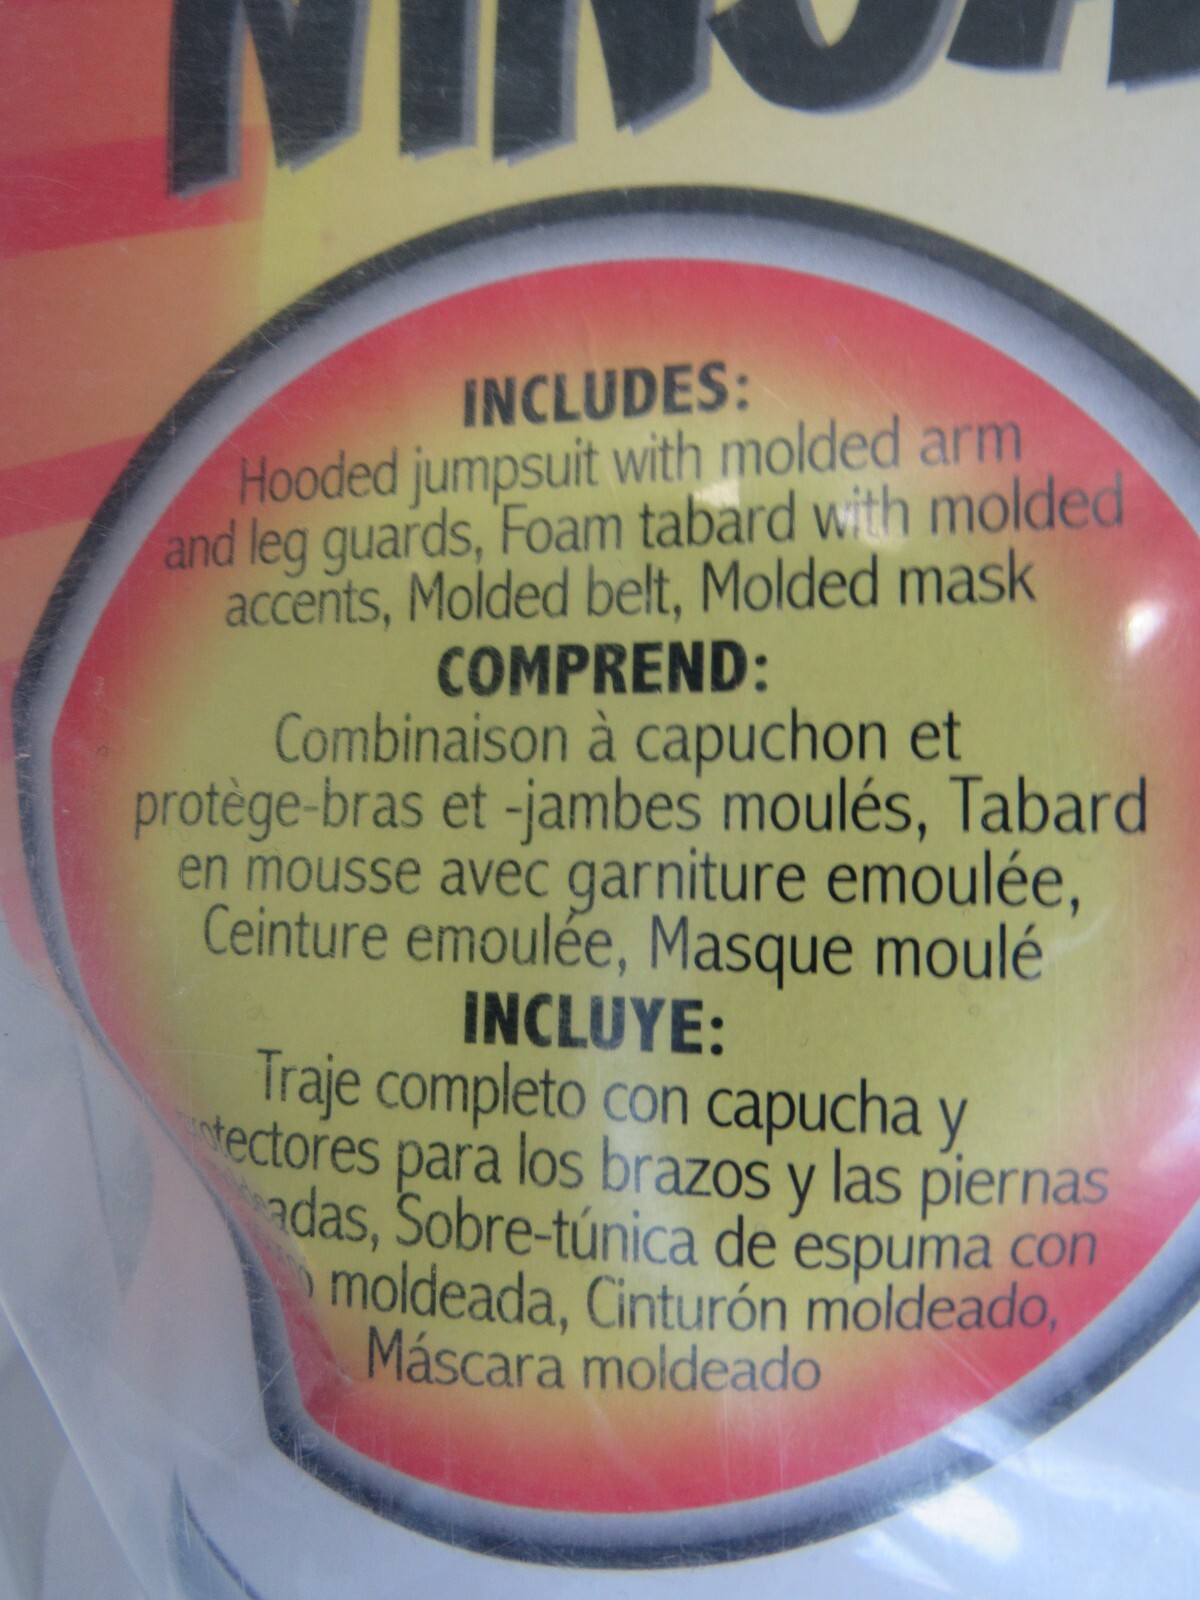 NINJA
INCLUDES:
Hooded jumpsuit with molded arm
and leg guards, Foam tabard with molded
accents, Molded belt, Molded mask
COMPREND:
Combinaison à capuchon et
protège-bras et -jambes moulés, Tabard
en mousse avec garniture emoulée,
Ceinture emoulée, Masque moulé
INCLUYE:
Traje completo con capucha y
para los brazos y las piernas
Sobre-túnica de espuma con
moldeada, Cinturón moldeado,
Máscara moldeado